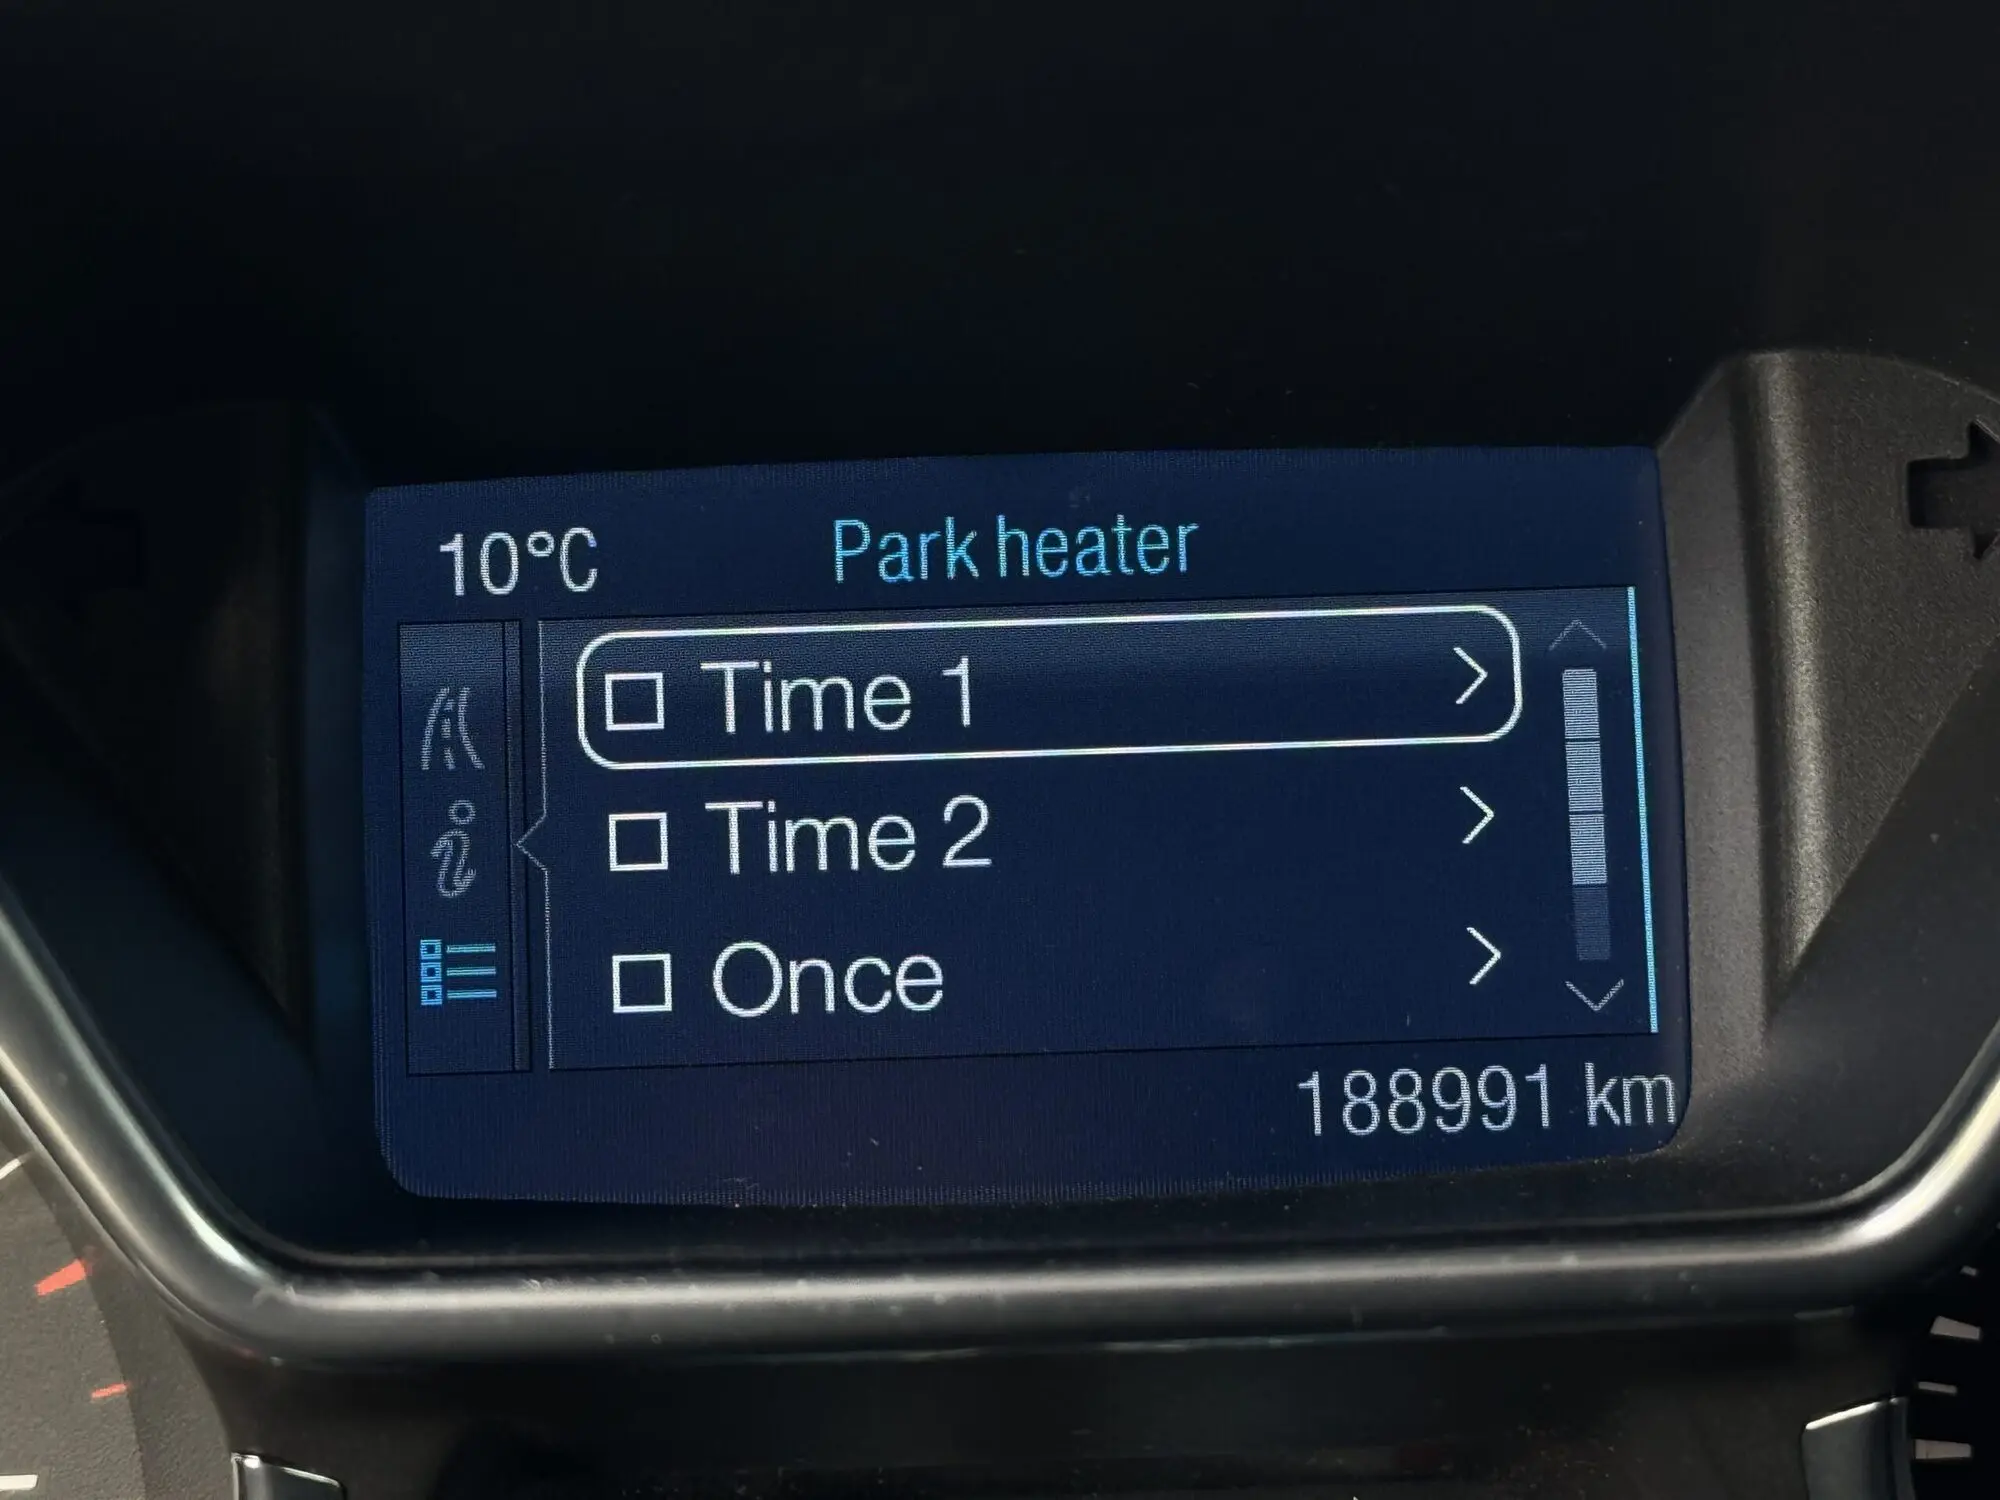 10°C
Park heater
Time 1
Time 2
Once
188991 km